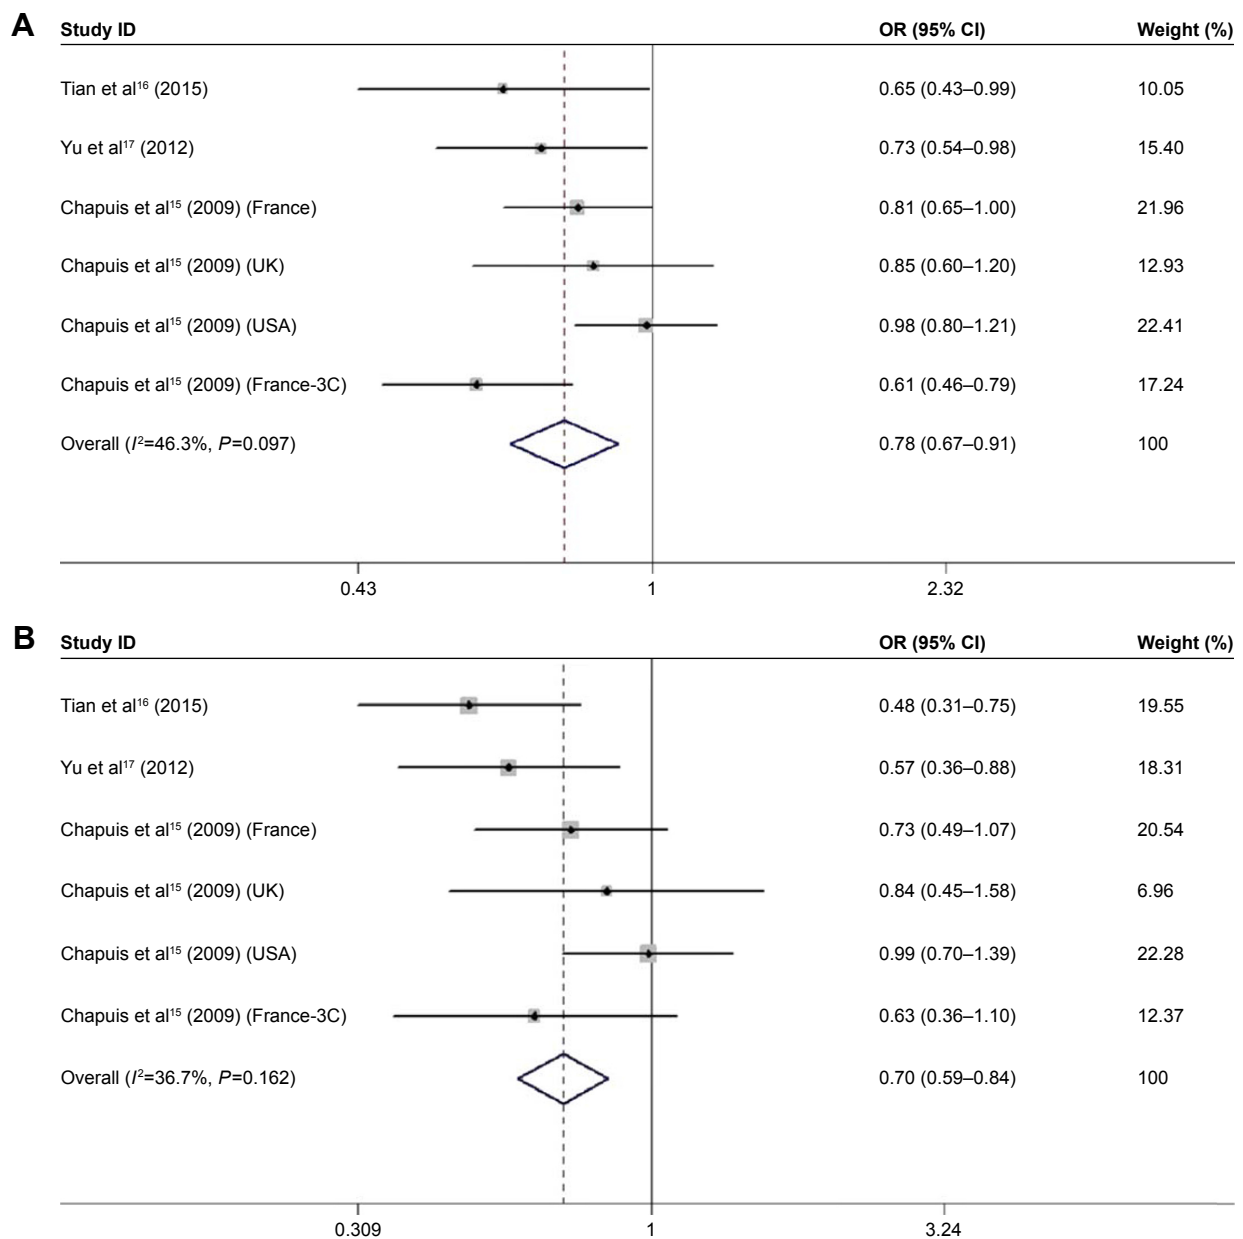 A Study ID OR (95% CI) Weight (%)
Tian et al¹⁶ (2015) 0.65 (0.43–0.99) 10.05
Yu et al¹⁷ (2012) 0.73 (0.54–0.98) 15.40
Chapuis et al¹⁵ (2009) (France) 0.81 (0.65–1.00) 21.96
Chapuis et al¹⁵ (2009) (UK) 0.85 (0.60–1.20) 12.93
Chapuis et al¹⁵ (2009) (USA) 0.98 (0.80–1.21) 22.41
Chapuis et al¹⁵ (2009) (France-3C) 0.61 (0.46–0.79) 17.24
Overall (I²=46.3%, P=0.097) 0.78 (0.67–0.91) 100
0.43 1 2.32
B Study ID OR (95% CI) Weight (%)
Tian et al¹⁶ (2015) 0.48 (0.31–0.75) 19.55
Yu et al¹⁷ (2012) 0.57 (0.36–0.88) 18.31
Chapuis et al¹⁵ (2009) (France) 0.73 (0.49–1.07) 20.54
Chapuis et al¹⁵ (2009) (UK) 0.84 (0.45–1.58) 6.96
Chapuis et al¹⁵ (2009) (USA) 0.99 (0.70–1.39) 22.28
Chapuis et al¹⁵ (2009) (France-3C) 0.63 (0.36–1.10) 12.37
Overall (I²=36.7%, P=0.162) 0.70 (0.59–0.84) 100
0.309 1 3.24